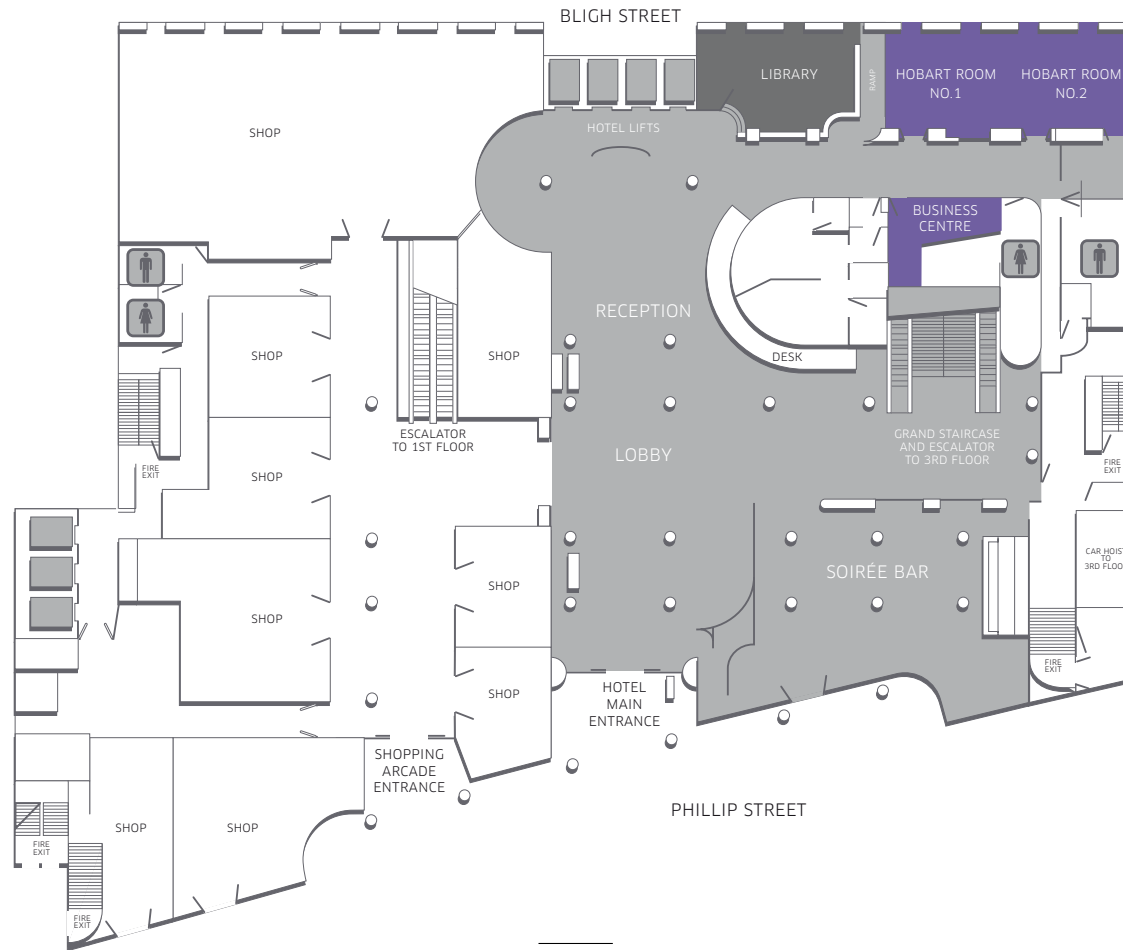 BLIGH STREET
LIBRARY
RAMP
HOBART ROOM
NO.1
HOBART ROOM
NO.2
SHOP
HOTEL LIFTS
BUSINESS
CENTRE
RECEPTION
SHOP
SHOP
DESK
ESCALATOR
TO 1ST FLOOR
LOBBY
GRAND STAIRCASE
AND ESCALATOR
TO 3RD FLOOR
FIRE
EXIT
SHOP
FIRE
EXIT
CAR HOIST
TO
3RD FLOOR
SOIRÉE BAR
SHOP
SHOP
FIRE
EXIT
SHOP
HOTEL
MAIN
ENTRANCE
SHOPPING
ARCADE
ENTRANCE
PHILLIP STREET
SHOP
SHOP
FIRE
EXIT
FIRE
EXIT